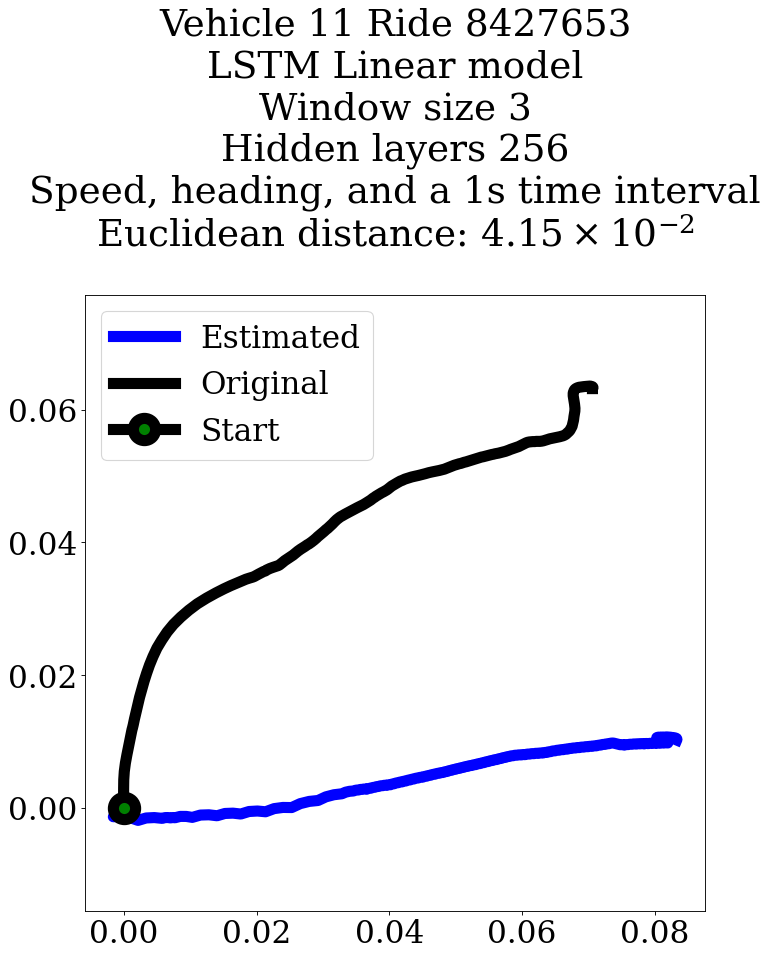 Vehicle 11 Ride 8427653
LSTM Linear model
Window size 3
Hidden layers 256
Speed, heading, and a 1s time interval
Euclidean distance: 4.15 × 10⁻²
Estimated
Original
Start
0.06
0.04
0.02
0.00
0.00 0.02 0.04 0.06 0.08